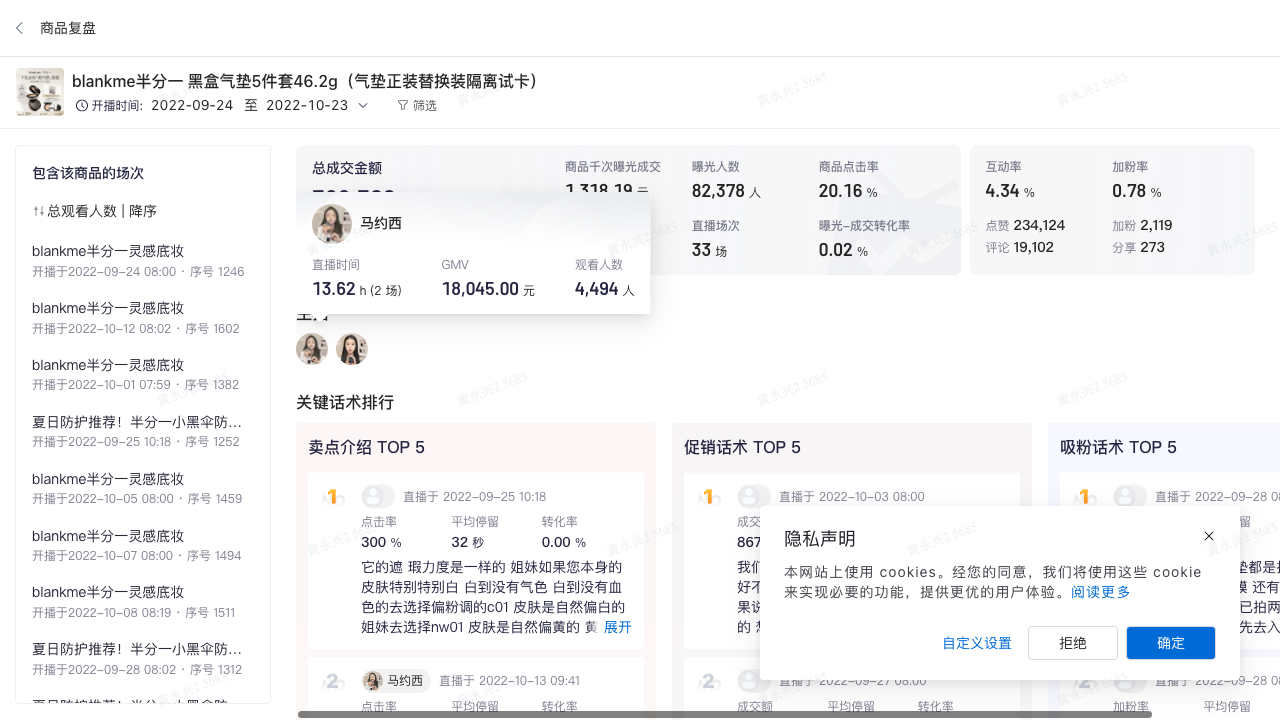 商品复盘
blankme半分一 黑盒气垫5件套46.2g（气垫正装替换装隔离试卡）
开播时间: 2022-09-24 至 2022-10-23 筛选
包含该商品的场次
总观看人数 | 降序
blankme半分一灵感底妆
开播于2022-09-24 08:00 · 序号 1246
blankme半分一灵感底妆
开播于2022-10-12 08:02 · 序号 1602
blankme半分一灵感底妆
开播于2022-10-01 07:59 · 序号 1382
夏日防护推荐！半分一小黑伞防...
开播于2022-09-25 10:18 · 序号 1252
blankme半分一灵感底妆
开播于2022-10-05 08:00 · 序号 1459
blankme半分一灵感底妆
开播于2022-10-07 08:00 · 序号 1494
blankme半分一灵感底妆
开播于2022-10-08 08:19 · 序号 1511
夏日防护推荐！半分一小黑伞防...
开播于2022-09-28 08:02 · 序号 1312
总成交金额
商品千次曝光成交 曝光人数 商品点击率
1,318.19 元 82,378 人 20.16 %
直播场次 曝光-成交转化率
33 场 0.02 %
互动率 加粉率
4.34 % 0.78 %
点赞 234,124 加粉 2,119
评论 19,102 分享 273
马约西
直播时间 GMV 观看人数
13.62 h (2 场) 18,045.00 元 4,494 人
关键话术排行
卖点介绍 TOP 5
1 直播于 2022-09-25 10:18
点击率 平均停留 转化率
300 % 32 秒 0.00 %
它的遮 瑕力度是一样的 姐妹如果您本身的
皮肤特别特别白 白到没有气色 白到没有血
色的去选择偏粉调的c01 皮肤是自然偏白的
姐妹去选择nw01 皮肤是自然偏黄的 黄 展开
2 马约西 直播于 2022-10-13 09:41
点击率 平均停留 转化率
促销话术 TOP 5
1 直播于 2022-10-03 08:00
成交
867
我们
好不
果说
的
2 直播于 2022-09-27 08:00
成交额 平均停留 转化率
吸粉话术 TOP 5
1 直播于 2022-09-28 08
2 直播于 2022-09-28 08
加粉率 平均停留
隐私声明
本网站上使用 cookies。经您的同意，我们将使用这些 cookie
来实现必要的功能，提供更优的用户体验。阅读更多
自定义设置 拒绝 确定
黄永兴2 5685